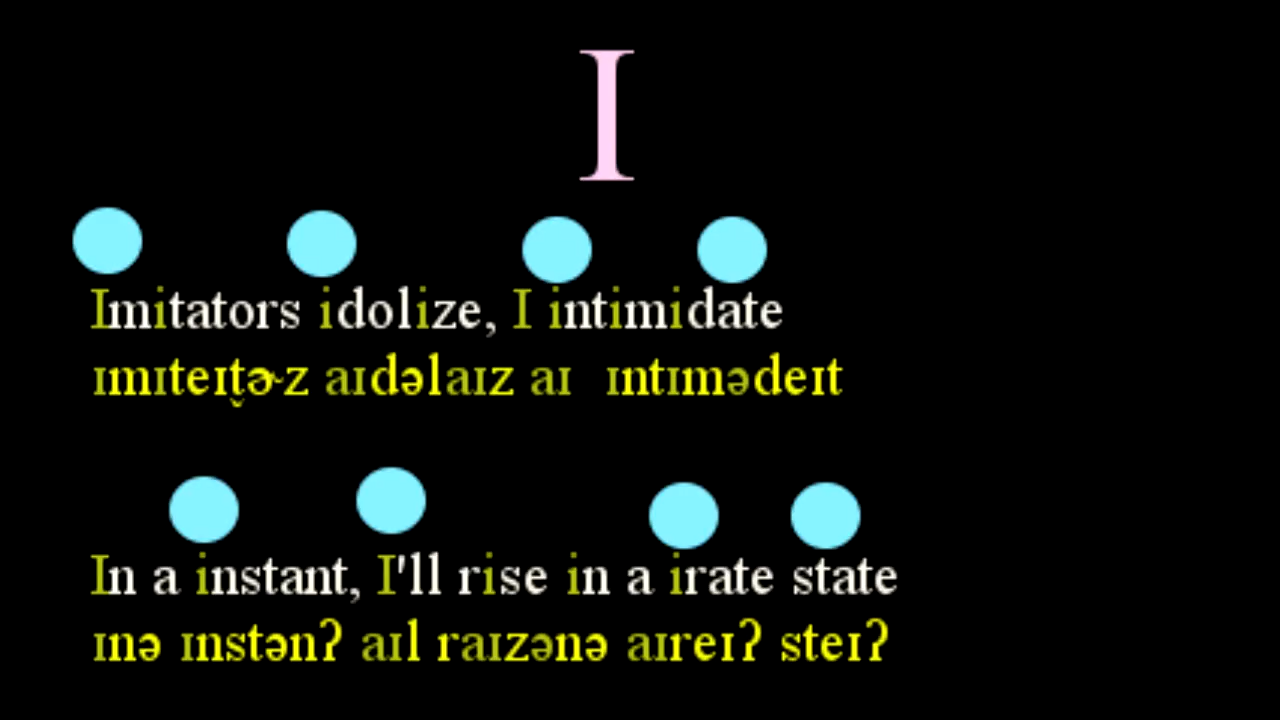 I
Imitators idolize, I intimidate
ɪmɪteɪt̬ɚz aɪdəlaɪz aɪ ɪntɪmədeɪt
In a instant, I'll rise in a irate state
ɪnə ɪnstənʔ aɪl raɪzənə aɪreɪʔ steɪʔ